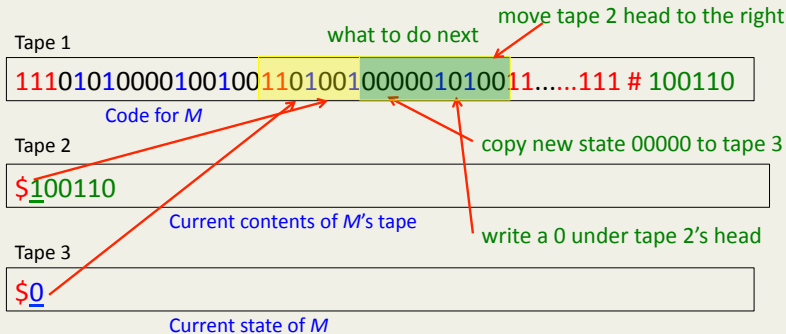 move tape 2 head to the right
what to do next
Tape 1
111010100001001001101001000001010011......111 # 100110
Code for M
Tape 2
copy new state 00000 to tape 3
$100110
Current contents of M's tape
write a 0 under tape 2's head
Tape 3
$0
Current state of M